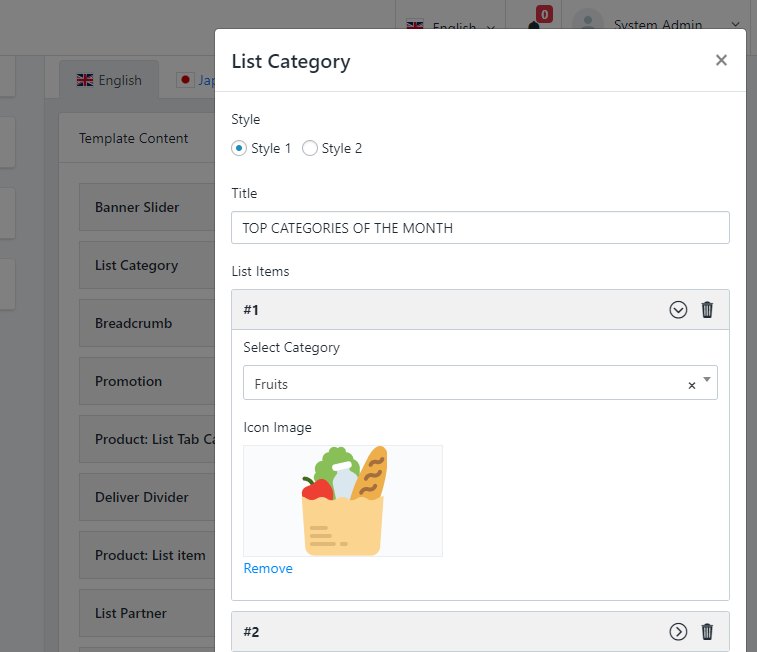 English
0
System Admin
English
Jap
Template Content
Banner Slider
List Category
Breadcrumb
Promotion
Product: List Tab Ca
Deliver Divider
Product: List item
List Partner
List Category
×
Style
Style 1
Style 2
Title
TOP CATEGORIES OF THE MONTH
List Items
#1
Select Category
Fruits
×
Icon Image
Remove
#2